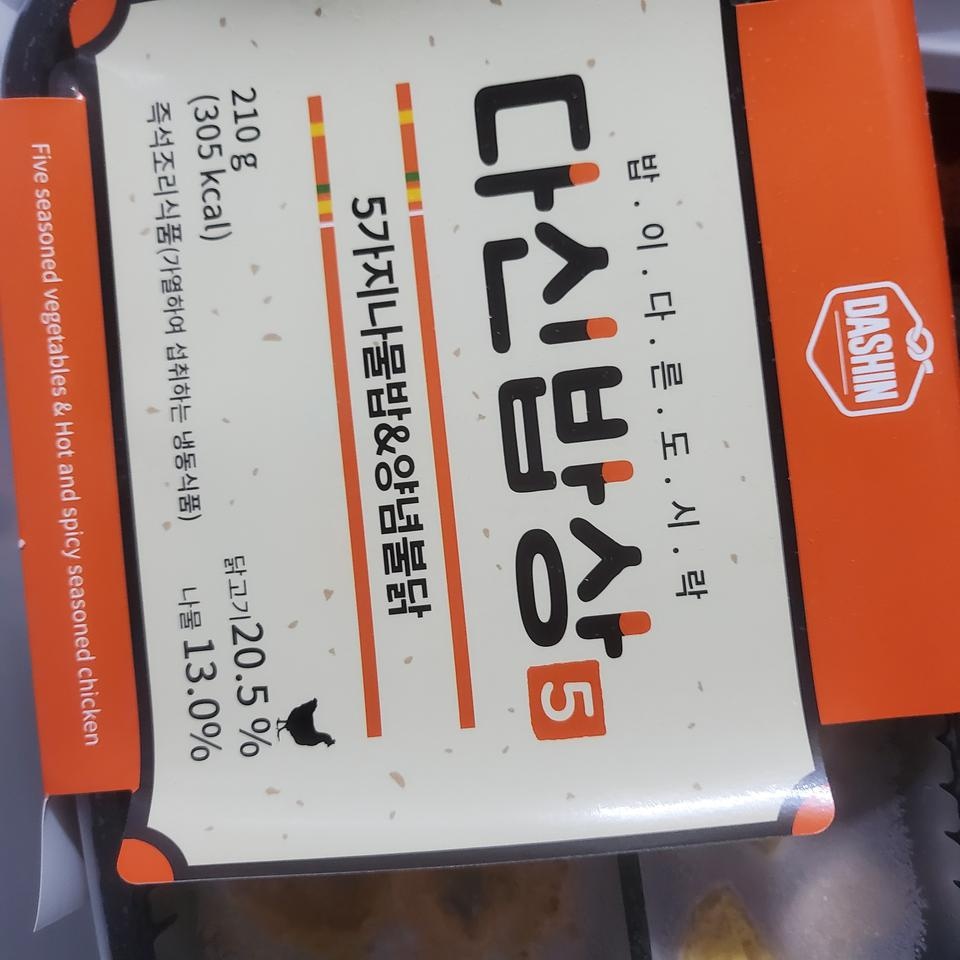 DASHIN
밥.이.다.른.도.시.락
다신밥상 5
5가지나물밥&양념불닭
210 g
(305 kcal)
즉석조리식품(가열하여 섭취하는 냉동식품)
닭고기20.5 %
나물 13.0%
Five seasoned vegetables & Hot and spicy seasoned chicken